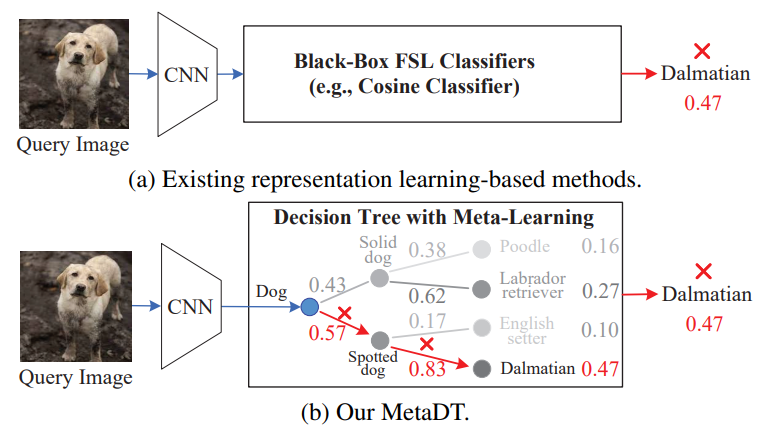 CNN
Black-Box FSL Classifiers
(e.g., Cosine Classifier)
Dalmatian
0.47
Query Image
(a) Existing representation learning-based methods.
Decision Tree with Meta-Learning
CNN
Dog
Solid
dog
0.43
0.38
0.62
Poodle
0.16
Labrador
retriever
0.27
0.57
0.17
English
setter
0.10
Spotted
dog
0.83
Dalmatian
0.47
Dalmatian
0.47
Query Image
(b) Our MetaDT.